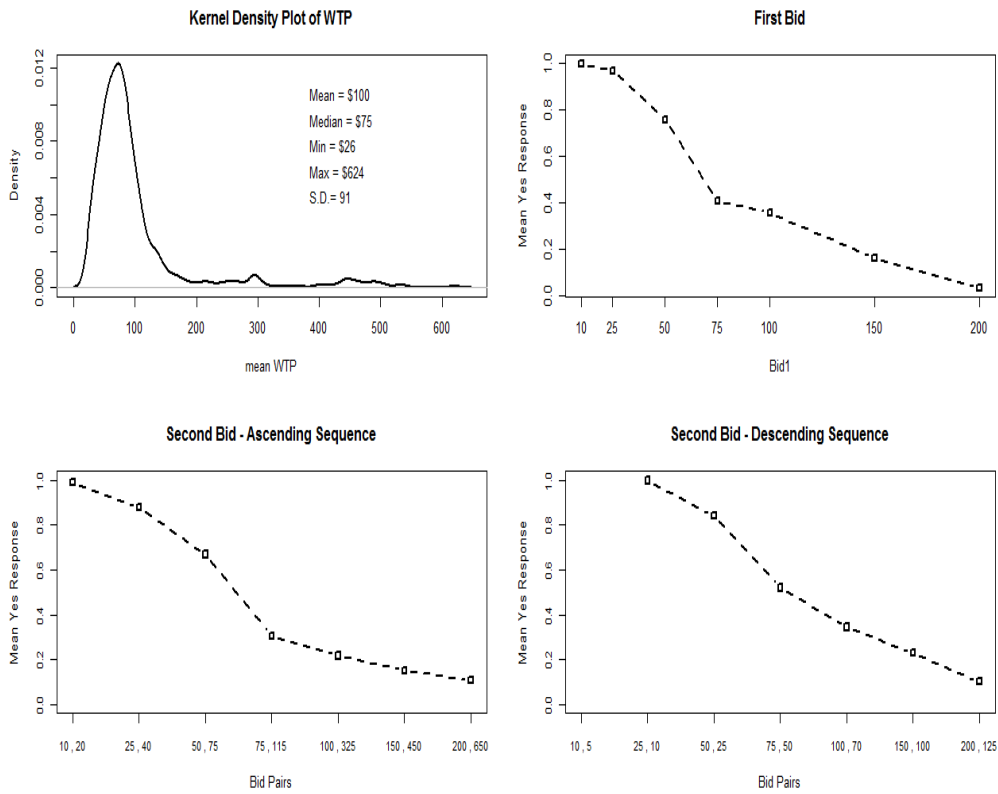 Kernel Density Plot of WTP
Density
0.000
0.004
0.008
0.012
Mean = $100
Median = $75
Min = $26
Max = $624
S.D.= 91
0 100 200 300 400 500 600
mean WTP
First Bid
Mean Yes Response
0.0
0.2
0.4
0.6
0.8
1.0
10 25 50 75 100 150 200
Bid1
Second Bid - Ascending Sequence
Mean Yes Response
0.0
0.2
0.4
0.6
0.8
1.0
10 , 20 25 , 40 50 , 75 75 , 115 100 , 325 150 , 450 200 , 650
Bid Pairs
Second Bid - Descending Sequence
Mean Yes Response
0.0
0.2
0.4
0.6
0.8
1.0
10 , 5 25 , 10 50 , 25 75 , 50 100 , 70 150 , 100 200 , 125
Bid Pairs